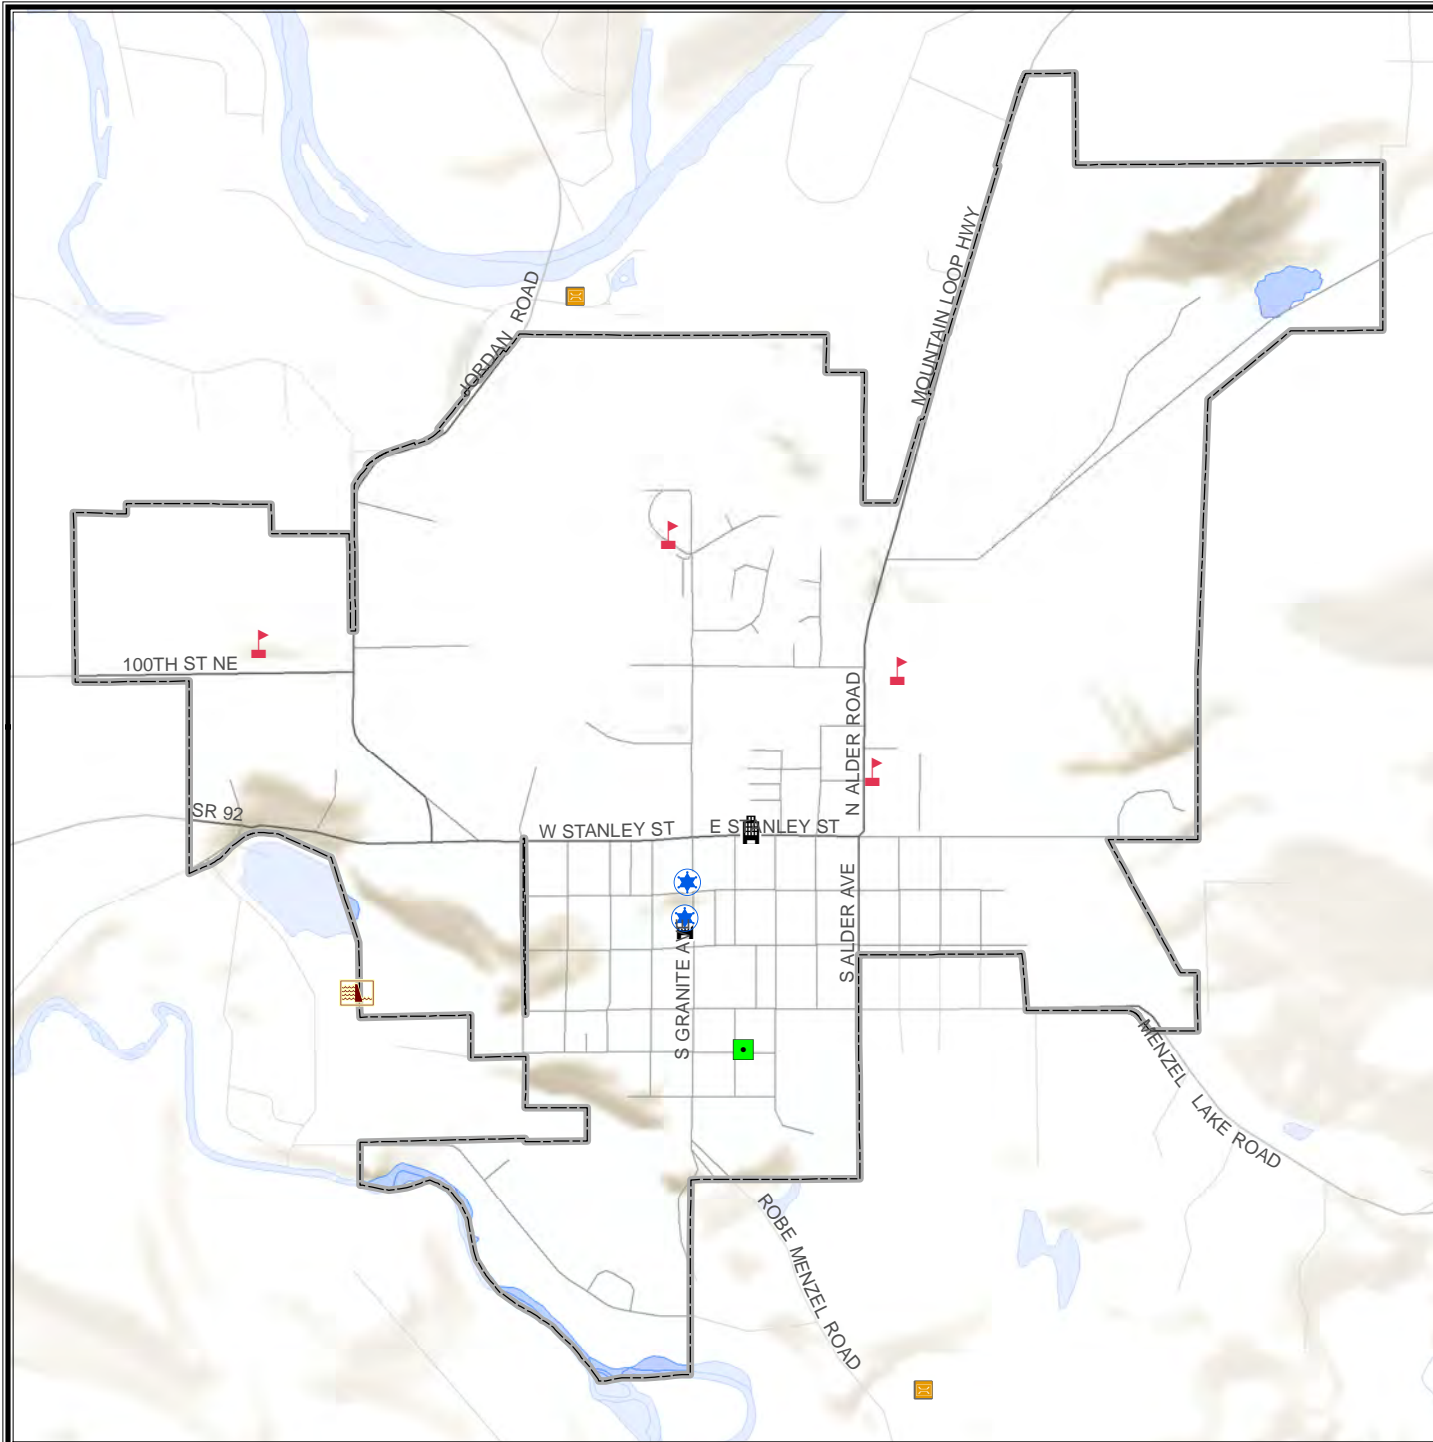 MOUNTAIN LOOP HWY
JORDAN ROAD
100TH ST NE
N ALDER ROAD
SR 92
W STANLEY ST
E STANLEY ST
S ALDER AVE
S GRANITE AVE
MENZEL LAKE ROAD
ROBE MENZEL ROAD